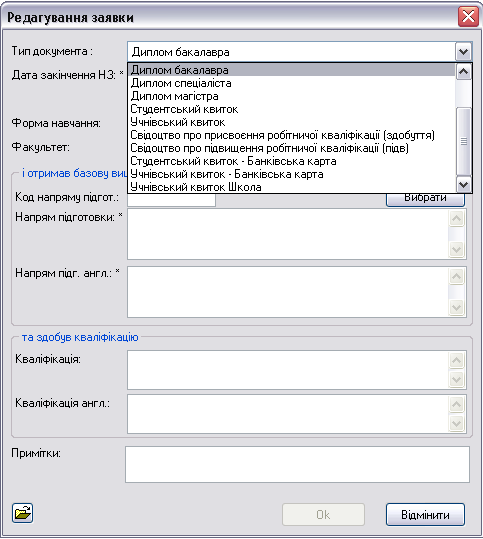 Редагування заявки
Тип документа :
Диплом бакалавра
Дата закінчення НЗ: *
Диплом бакалавра
Диплом спеціаліста
Диплом магістра
Студентський квиток
Учнівський квиток
Свідоцтво про присвоєння робітничої кваліфікації (здобуття)
Свідоцтво про підвищення робітничої кваліфікації (підв)
Студентський квиток - Банківська карта
Учнівський квиток - Банківська карта
Учнівський квиток Школа
Форма навчання:
Факультет:
і отримав базову
Код напряму підгот.:
Вибрати
Напрям підготовки: *
Напрям підг. англ.: *
та здобув кваліфікацію
Кваліфікація:
Кваліфікація англ.:
Примітки:
Ok
Відмінити